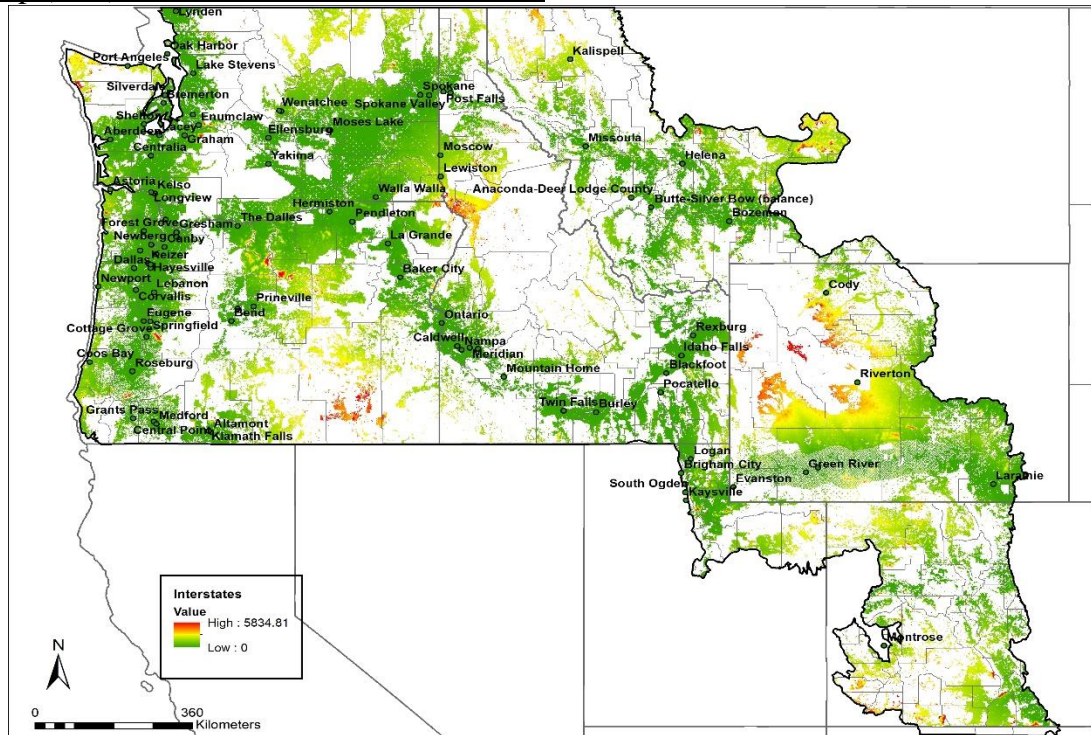 Lynden
Oak Harbor
Port Angeles
Lake Stevens
Kalispell
Silverdale
Bremerton
Spokane
Spokane Valley
Post Falls
Wenatchee
Shelton
Enumclaw
Moses Lake
Aberdeen
Lacey
Graham
Ellensburg
Centralia
Missoula
Moscow
Helena
Yakima
Lewiston
Astoria
Kelso
Longview
Walla Walla
Anaconda-Deer Lodge County
Butte-Silver Bow (balance)
Hermiston
Bozeman
Forest Grove
Gresham
The Dalles
Pendleton
Newberg
Canby
La Grande
Keizer
Dallas
Hayesville
Baker City
Newport
Lebanon
Cody
Corvallis
Prineville
Eugene
Bend
Ontario
Rexburg
Cottage Grove
Springfield
Caldwell
Nampa
Meridian
Idaho Falls
Coos Bay
Roseburg
Mountain Home
Blackfoot
Riverton
Pocatello
Twin Falls
Burley
Grants Pass
Medford
Central Point
Altamont
Klamath Falls
Logan
Brigham City
Green River
South Ogden
Evanston
Laramie
Kaysville
Interstates
Value
High : 5834.81
Low : 0
Montrose
N
0
360
Kilometers